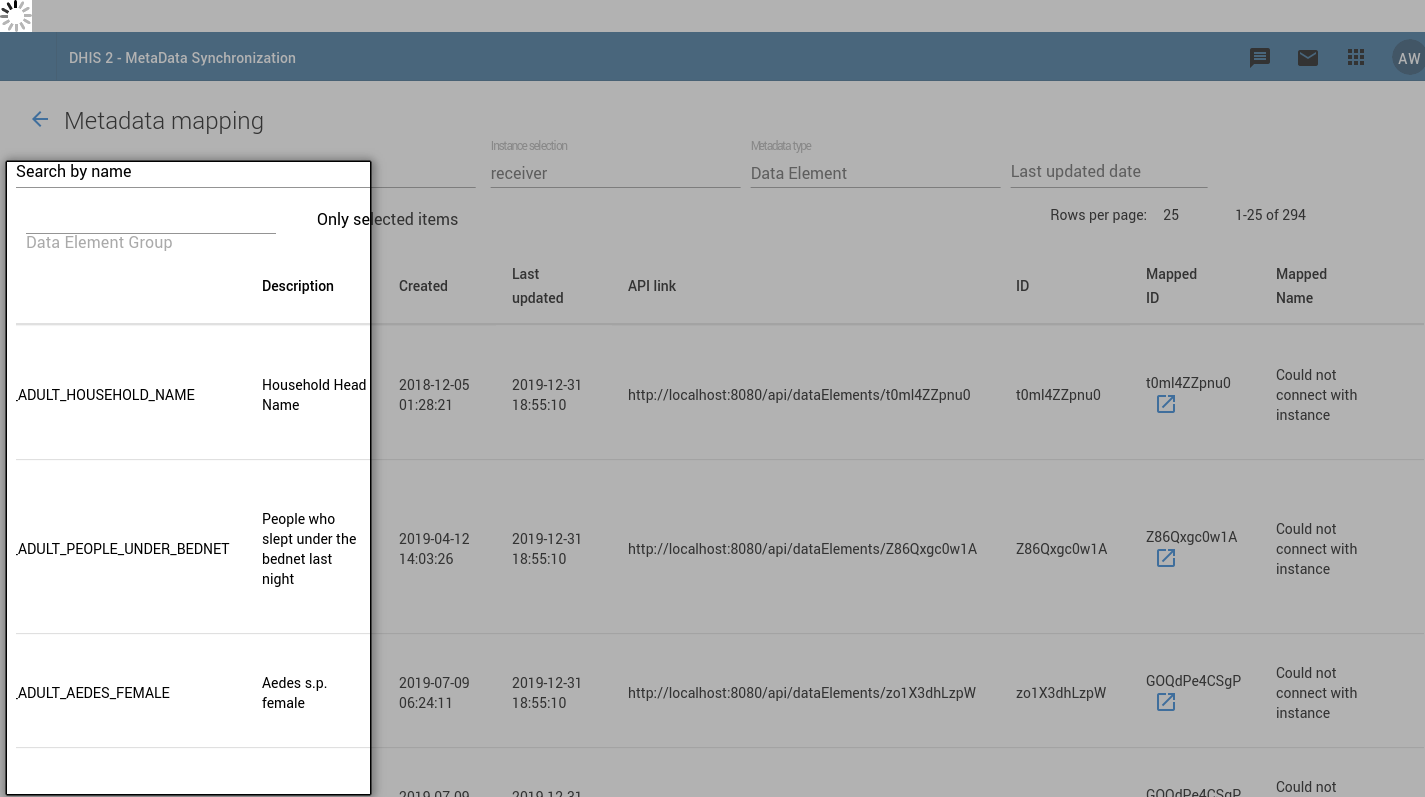 DHIS 2 - MetaData Synchronization
AW
Metadata mapping
Instance selection
Metadata type
Search by name
receiver
Data Element
Last updated date
Only selected items
Rows per page: 25 1-25 of 294
Data Element Group
Description Created Last updated API link ID Mapped ID Mapped Name
_ADULT_HOUSEHOLD_NAME
Household Head
Name
2018-12-05
01:28:21
2019-12-31
18:55:10
http://localhost:8080/api/dataElements/t0ml4ZZpnu0
t0ml4ZZpnu0
t0ml4ZZpnu0
Could not
connect with
instance
_ADULT_PEOPLE_UNDER_BEDNET
People who
slept under the
bednet last
night
2019-04-12
14:03:26
2019-12-31
18:55:10
http://localhost:8080/api/dataElements/Z86Qxgc0w1A
Z86Qxgc0w1A
Z86Qxgc0w1A
Could not
connect with
instance
_ADULT_AEDES_FEMALE
Aedes s.p.
female
2019-07-09
06:24:11
2019-12-31
18:55:10
http://localhost:8080/api/dataElements/zo1X3dhLzpW
zo1X3dhLzpW
GOQdPe4CSgP
Could not
connect with
instance
2019-07-09
2019-12-31
GOQdPe4CSgP
Could not